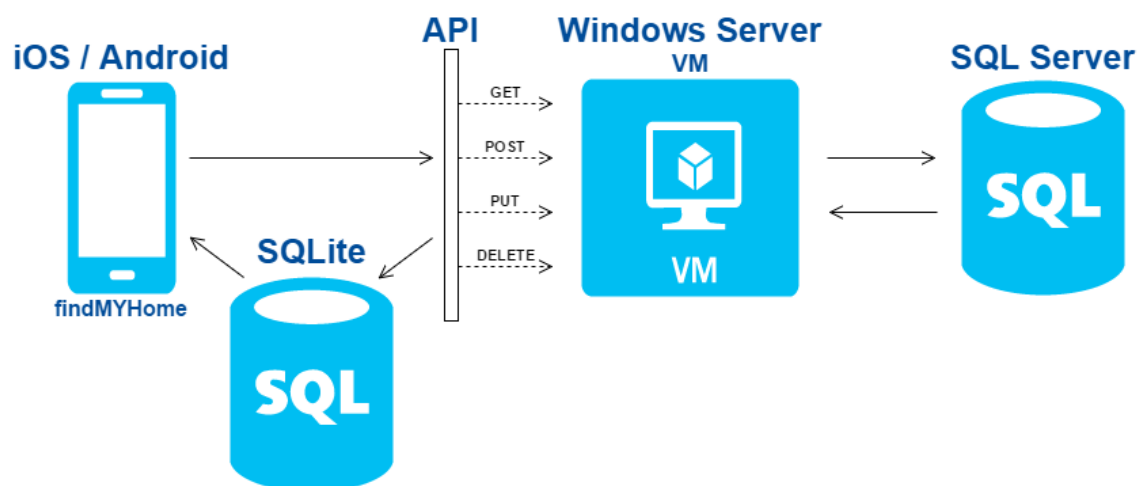 iOS / Android
findMYHome
SQLite
SQL
API
GET
POST
PUT
DELETE
Windows Server
VM
VM
SQL Server
SQL